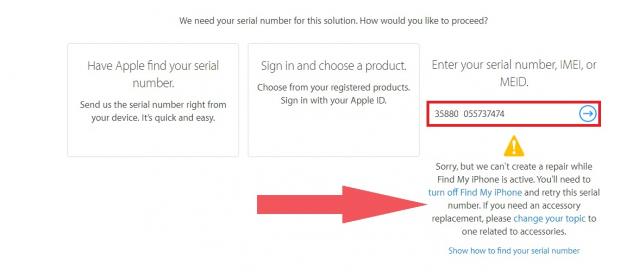 We need your serial number for this solution. How would you like to proceed?
Have Apple find your serial
number.
Send us the serial number right from
your device. It's quick and easy.
Sign in and choose a product.
Choose from your registered products.
Sign in with your Apple ID.
Enter your serial number, IMEI, or
MEID.
35880 055737474
Sorry, but we can't create a repair while
Find My iPhone is active. You'll need to
turn off Find My iPhone and retry this serial
number. If you need an accessory
replacement, please change your topic to
one related to accessories.
Show how to find your serial number